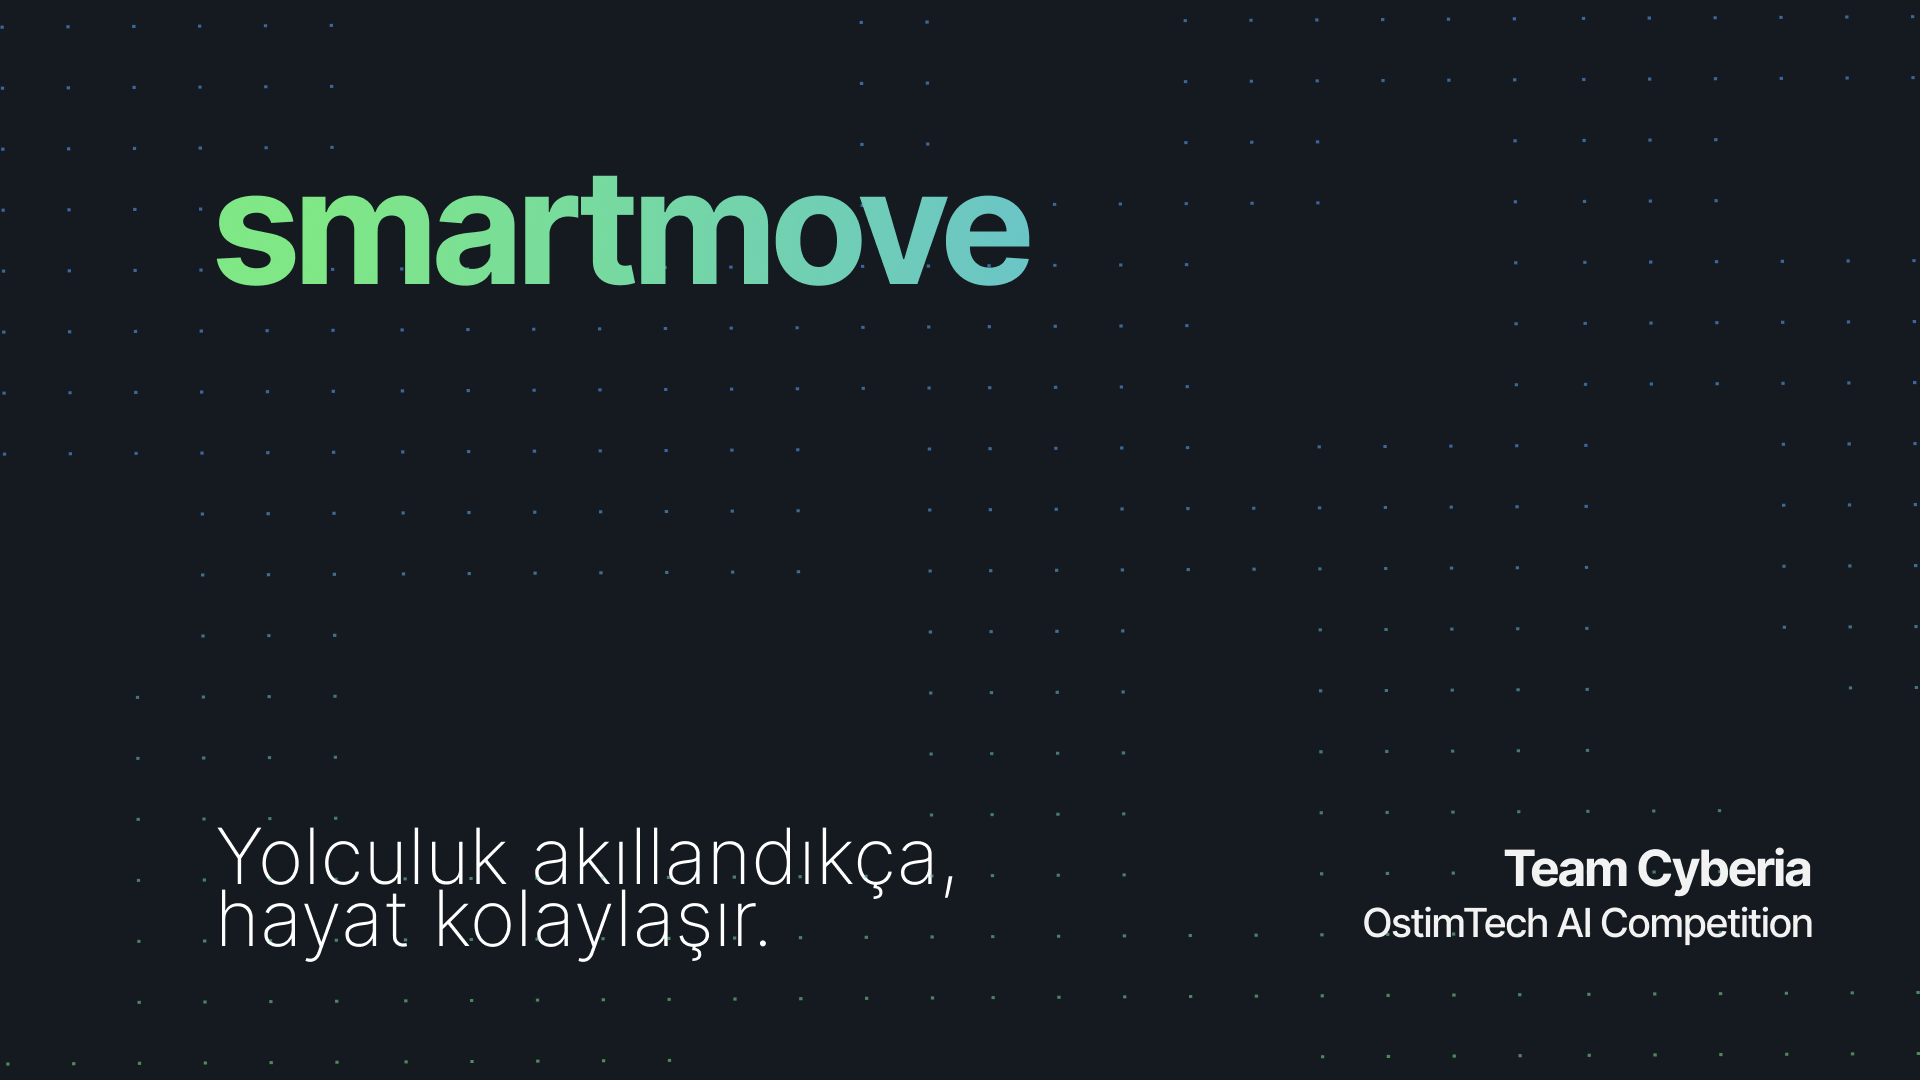 smartmove
Yolculuk akıllandıkça,
hayat kolaylaşır.
Team Cyberia
OstimTech AI Competition